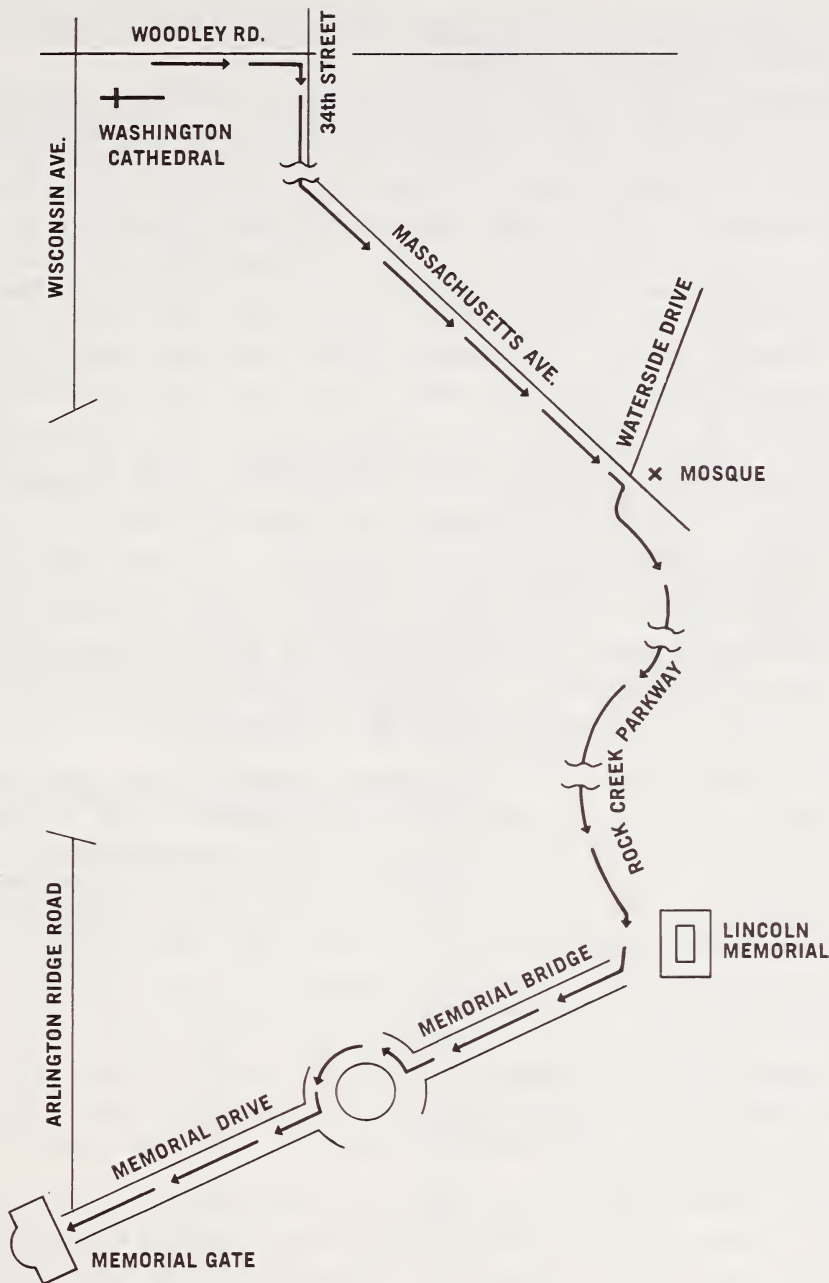 WOODLEY RD.
34th STREET
WASHINGTON
CATHEDRAL
WISCONSIN AVE.
MASSACHUSETTS AVE.
WATERSIDE DRIVE
MOSQUE
ROCK CREEK PARKWAY
LINCOLN
MEMORIAL
MEMORIAL BRIDGE
ARLINGTON RIDGE ROAD
MEMORIAL DRIVE
MEMORIAL GATE